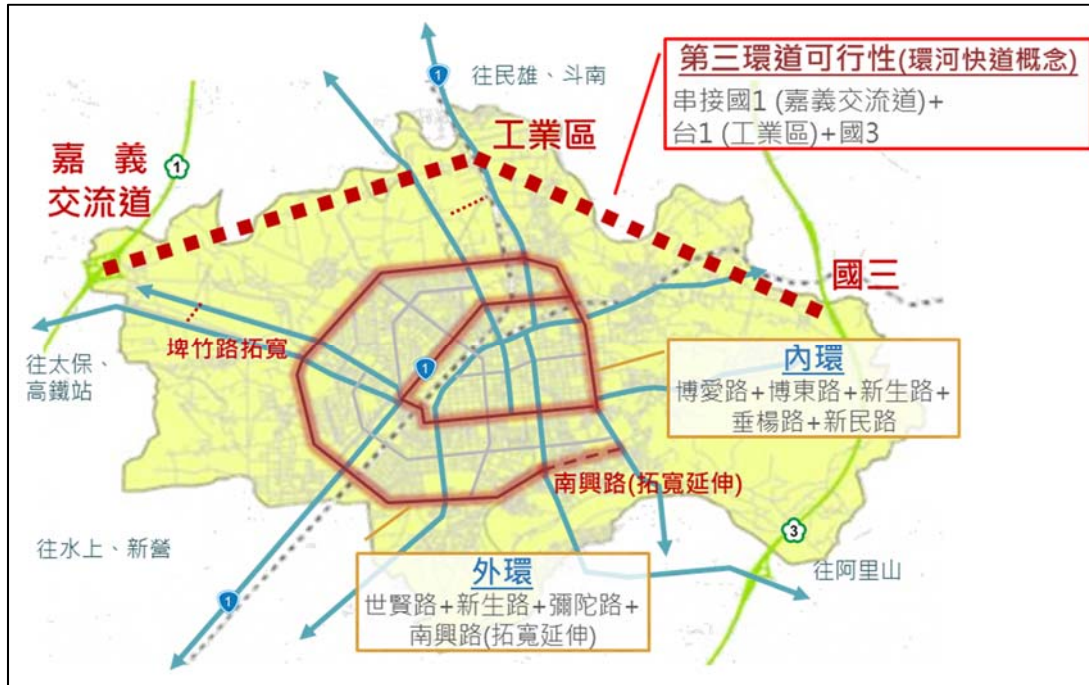 第三環道可行性(環河快道概念)
串接國1 (嘉義交流道)+
台1 (工業區)+國3
1
往民雄、斗南
工業區
嘉 義
交流道
1
國三
埤竹路拓寬
往太保、
高鐵站
1
內環
博愛路+博東路+新生路+
垂楊路+新民路
南興路(拓寬延伸)
往水上、新營
3
往阿里山
外環
世賢路+新生路+彌陀路+
南興路(拓寬延伸)
1